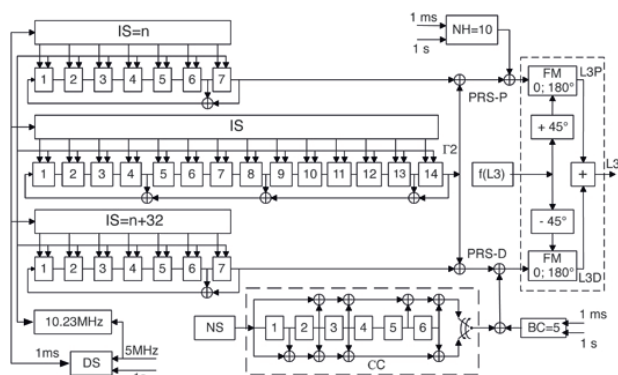 IS=n
1 2 3 4 5 6 7
1 ms
1 s
NH=10
PRS-P
FM
0; 180°
L3P
+ 45°
IS
Г2
1 2 3 4 5 6 7 8 9 10 11 12 13 14
f(L3)
+
L3
- 45°
IS=n+32
1 2 3 4 5 6 7
PRS-D
FM
0; 180°
L3D
10.23MHz
5MHz
1ms
DS
NS
1 2 3 4 5 6
CC
BC=5
1 ms
1 s